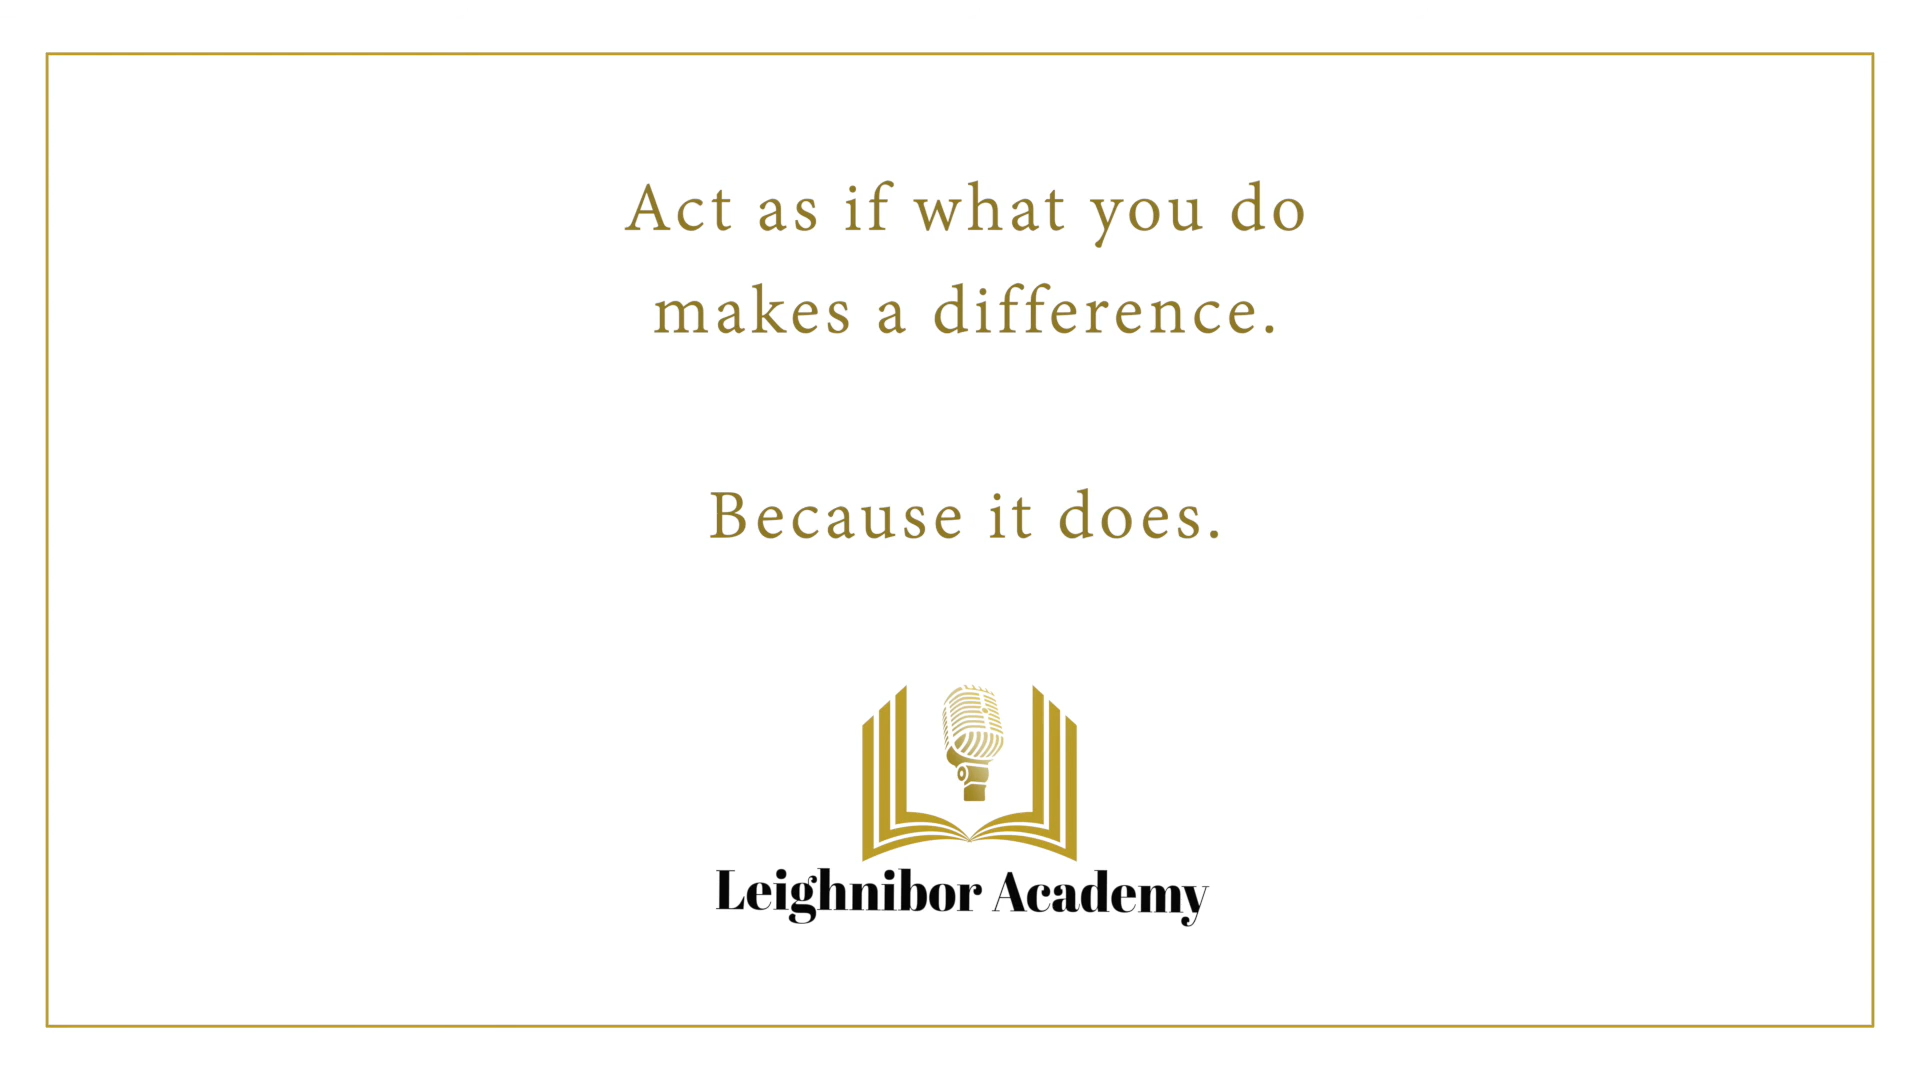 Act as if what you do
makes a difference.
Because it does.
Leighnibor Academy